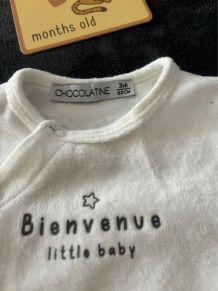 months old
CHOCOLATINE
Bienvenue
little baby